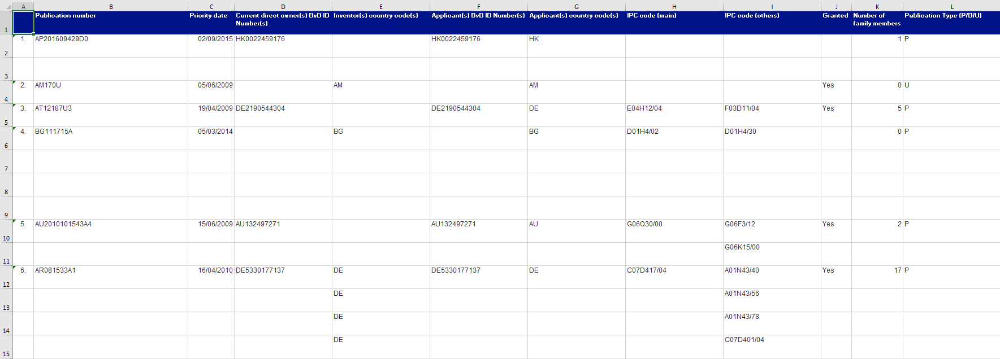 A B C D E F G H I J K L
1 Publication number Priority date Current direct owner(s) BvD ID Number(s) Inventor(s) country code(s) Applicant(s) BvD ID Number(s) Applicant(s) country code(s) IPC code (main) IPC code (others) Granted Number of family members Publication Type (P/D/U)
2 1. AP201609429D0 02/09/2015 HK0022459176 HK0022459176 HK 1 P
3
4 2. AM170U 05/06/2009 AM AM Yes 0 U
5 3. AT12187U3 19/04/2009 DE2190544304 DE2190544304 DE E04H12/04 F03D11/04 Yes 5 P
6 4. BG111715A 05/03/2014 BG BG D01H4/02 D01H4/30 0 P
7
8
9
10 5. AU2010101543A4 15/06/2009 AU132497271 AU132497271 AU G06Q30/00 G06F3/12 Yes 2 P
11 G06K15/00
12 6. AR081533A1 16/04/2010 DE5330177137 DE DE5330177137 DE C07D417/04 A01N43/40 Yes 17 P
13 DE A01N43/56
14 DE A01N43/78
15 DE C07D401/04